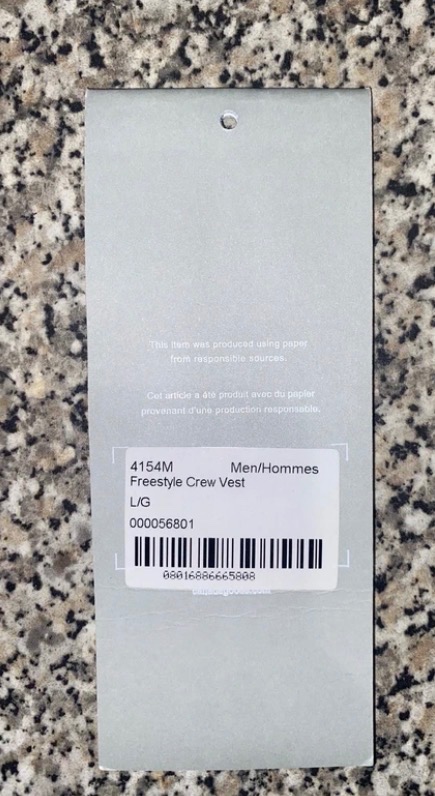 This item was produced using paper
from responsible sources.
Cet article a été produit avec du papier
provenant d'une production responsable.
4154M Men/Hommes
Freestyle Crew Vest
L/G
000056801
08016886665808